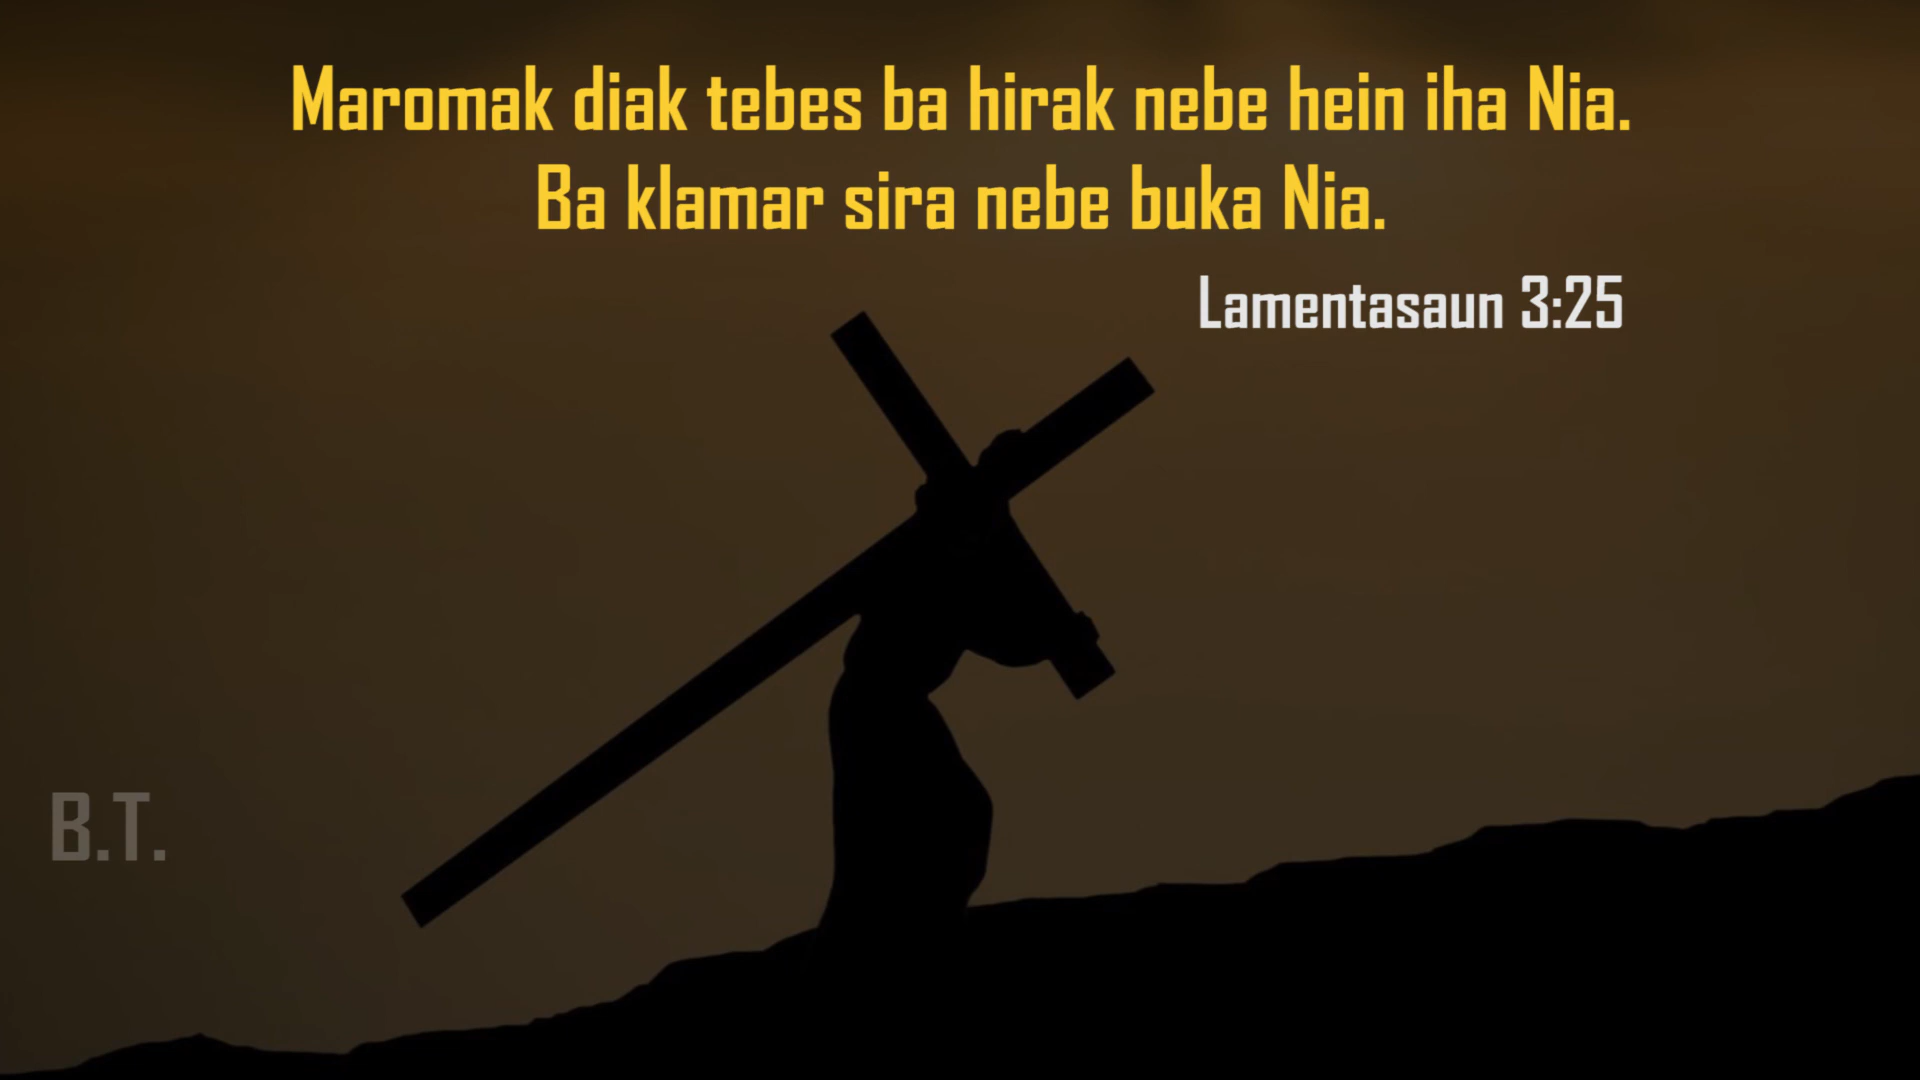 Maromak diak tebes ba hirak nebe hein iha Nia.
Ba klamar sira nebe buka Nia.
Lamentasaun 3:25
B.T.